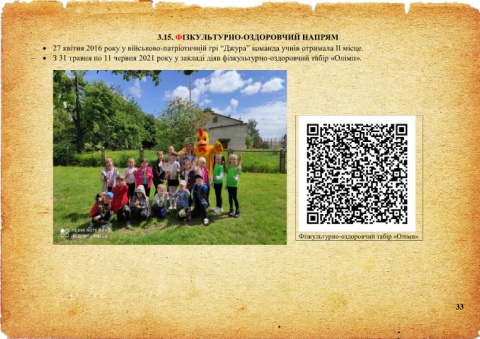 3.15. ФІЗКУЛЬТУРНО-ОЗДОРОВЧИЙ НАПРЯМ
• 27 квітня 2016 року у військово-патріотичній грі "Джура" команда учнів отримала ІІ місце.
• З 31 травня по 11 червня 2021 року у закладі діяв фізкультурно-оздоровчий табір «Олімп».
Фізкультурно-оздоровчий табір «Олімп»
33